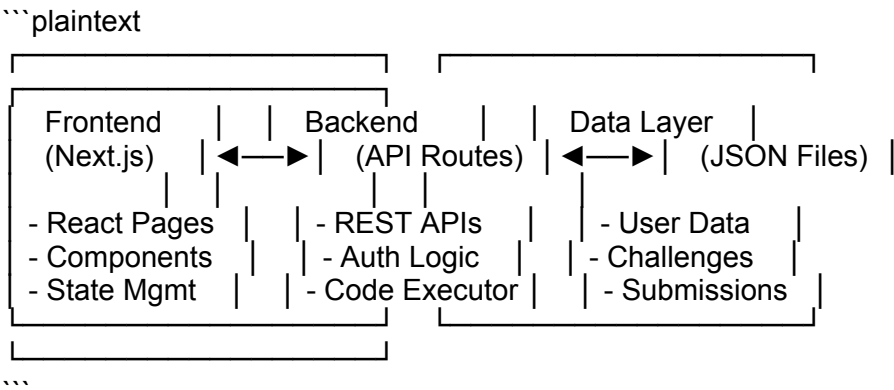 ```plaintext
┌─────────────────┐ ┌─────────────────┐
┌─────────────────┐
│ Frontend │ │ Backend │ │ Data Layer │
│ (Next.js) │◄──►│ (API Routes) │◄──►│ (JSON Files) │
│ │ │ │ │ │
│ - React Pages │ │ - REST APIs │ │ - User Data │
│ - Components │ │ - Auth Logic │ │ - Challenges │
│ - State Mgmt │ │ - Code Executor│ │ - Submissions │
└─────────────────┘ └─────────────────┘
└─────────────────┘
```